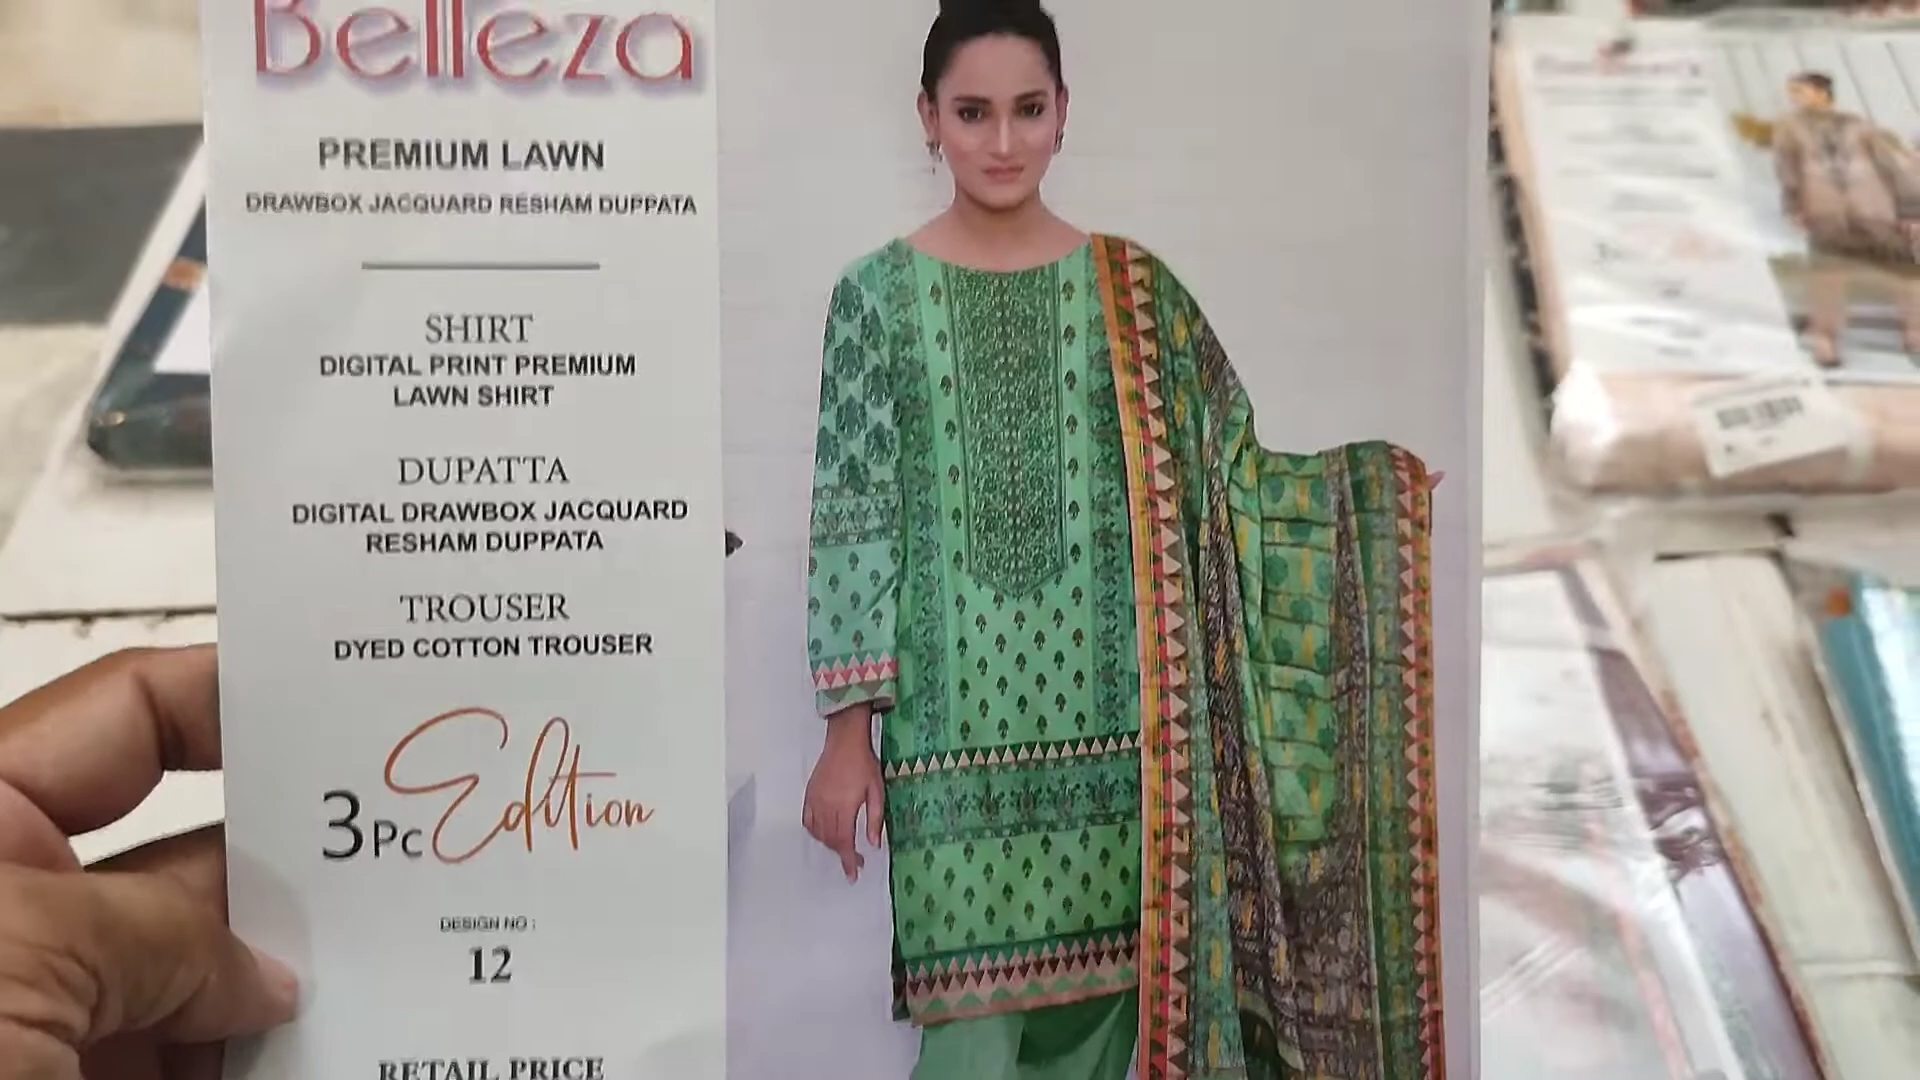 Belleza
PREMIUM LAWN
DRAWBOX JACQUARD RESHAM DUPPATA
SHIRT
DIGITAL PRINT PREMIUM
LAWN SHIRT
DUPATTA
DIGITAL DRAWBOX JACQUARD
RESHAM DUPPATA
TROUSER
DYED COTTON TROUSER
3Pc Edition
DESIGN NO :
12
RETAIL PRICE